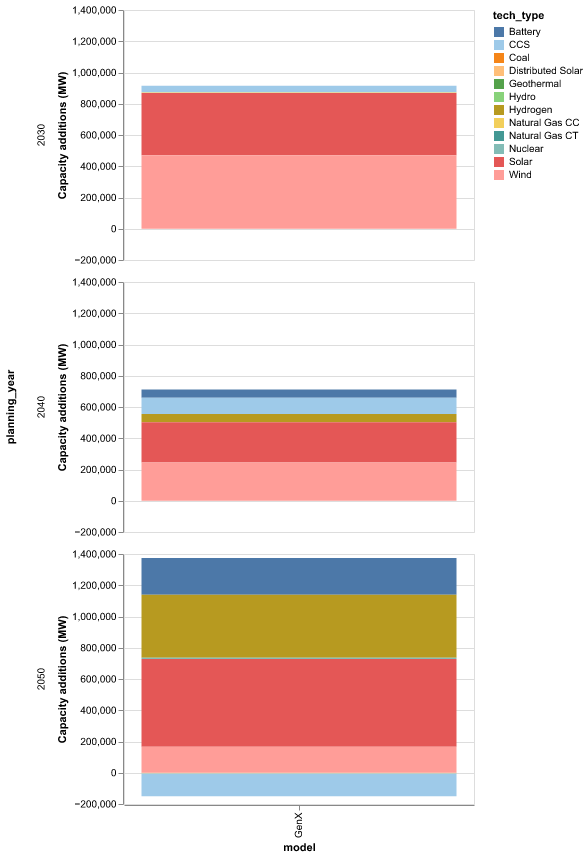 tech_type
Battery
CCS
Coal
Distributed Solar
Geothermal
Hydro
Hydrogen
Natural Gas CC
Natural Gas CT
Nuclear
Solar
Wind
planning_year
2030
Capacity additions (MW)
1,400,000
1,200,000
1,000,000
800,000
600,000
400,000
200,000
0
−200,000
2040
Capacity additions (MW)
1,400,000
1,200,000
1,000,000
800,000
600,000
400,000
200,000
0
−200,000
2050
Capacity additions (MW)
1,400,000
1,200,000
1,000,000
800,000
600,000
400,000
200,000
0
−200,000
GenX
model